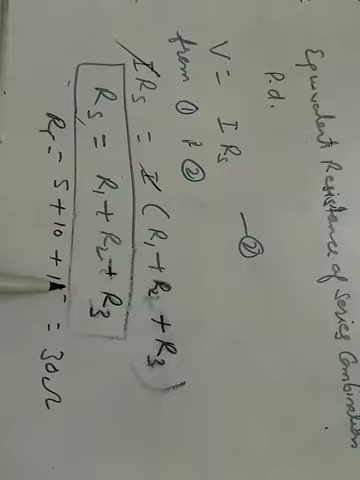 Equivalent Resistance of Series Combination
P.d.
V = I Rs —②
from ① & ②
I Rs = I (R1 + R2 + R3)
Rs = R1 + R2 + R3
Rs = 5 + 10 + 15 = 30Ω